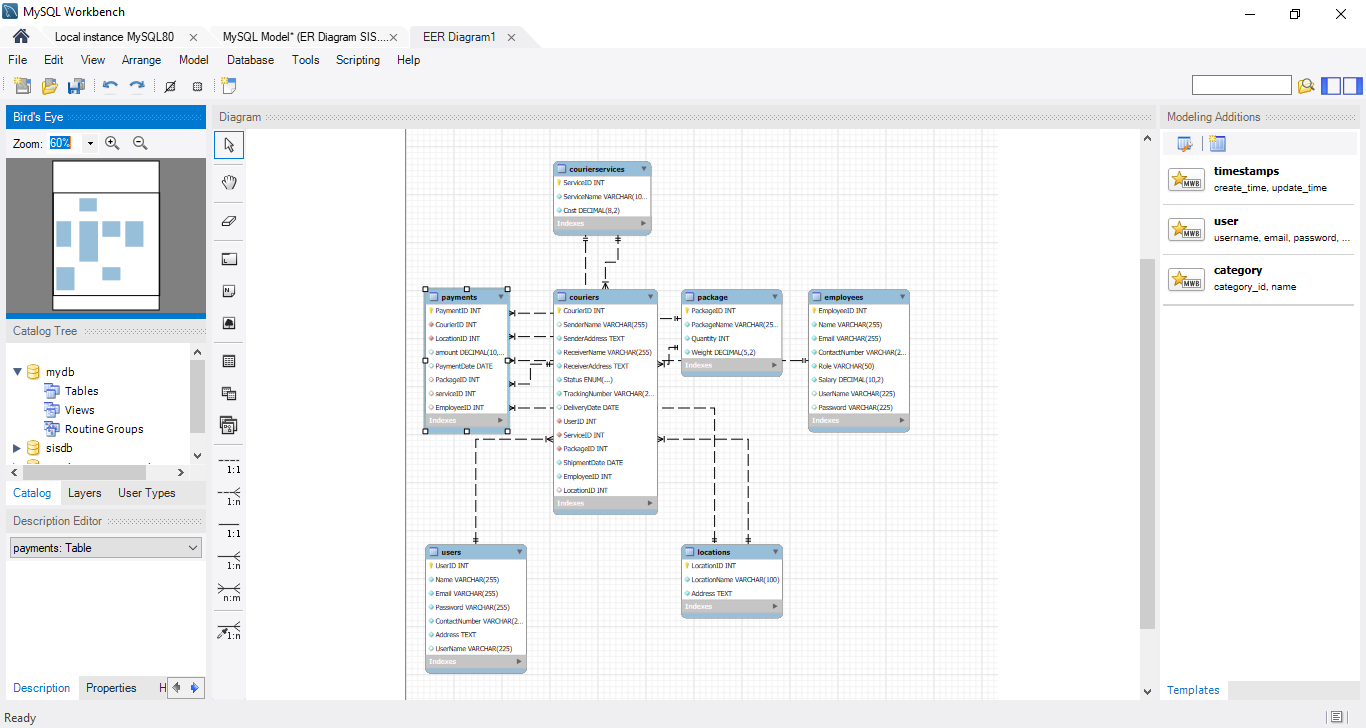 MySQL Workbench
Local instance MySQL80
MySQL Model* (ER Diagram SIS....
EER Diagram1
File Edit View Arrange Model Database Tools Scripting Help
Bird's Eye
Zoom: 60%
Catalog Tree
mydb
Tables
Views
Routine Groups
sisdb
Catalog Layers User Types
Description Editor
payments: Table
Description Properties H
Ready
Diagram
1:1
1:n
1:1
1:n
n:m
1:n
courierservices
ServiceID INT
ServiceName VARCHAR(10...
Cost DECIMAL(8,2)
Indexes
payments
PaymentID INT
CourierID INT
LocationID INT
amount DECIMAL(10,...
PaymentDate DATE
PackageID INT
serviceID INT
EmployeeID INT
Indexes
couriers
CourierID INT
SenderName VARCHAR(255)
SenderAddress TEXT
ReceiverName VARCHAR(255)
ReceiverAddress TEXT
Status ENUM(...)
TrackingNumber VARCHAR(2...
DeliveryDate DATE
UserID INT
ServiceID INT
PackageID INT
ShipmentDate DATE
EmployeeID INT
LocationID INT
Indexes
package
PackageID INT
PackageName VARCHAR(25...
Quantity INT
Weight DECIMAL(5,2)
Indexes
employees
EmployeeID INT
Name VARCHAR(255)
Email VARCHAR(255)
ContactNumber VARCHAR(2...
Role VARCHAR(50)
Salary DECIMAL(10,2)
UserName VARCHAR(225)
Password VARCHAR(225)
Indexes
users
UserID INT
Name VARCHAR(255)
Email VARCHAR(255)
Password VARCHAR(255)
ContactNumber VARCHAR(2...
Address TEXT
UserName VARCHAR(225)
Indexes
locations
LocationID INT
LocationName VARCHAR(100)
Address TEXT
Indexes
Modeling Additions
MWB
timestamps
create_time, update_time
MWB
user
username, email, password, ...
MWB
category
category_id, name
Templates